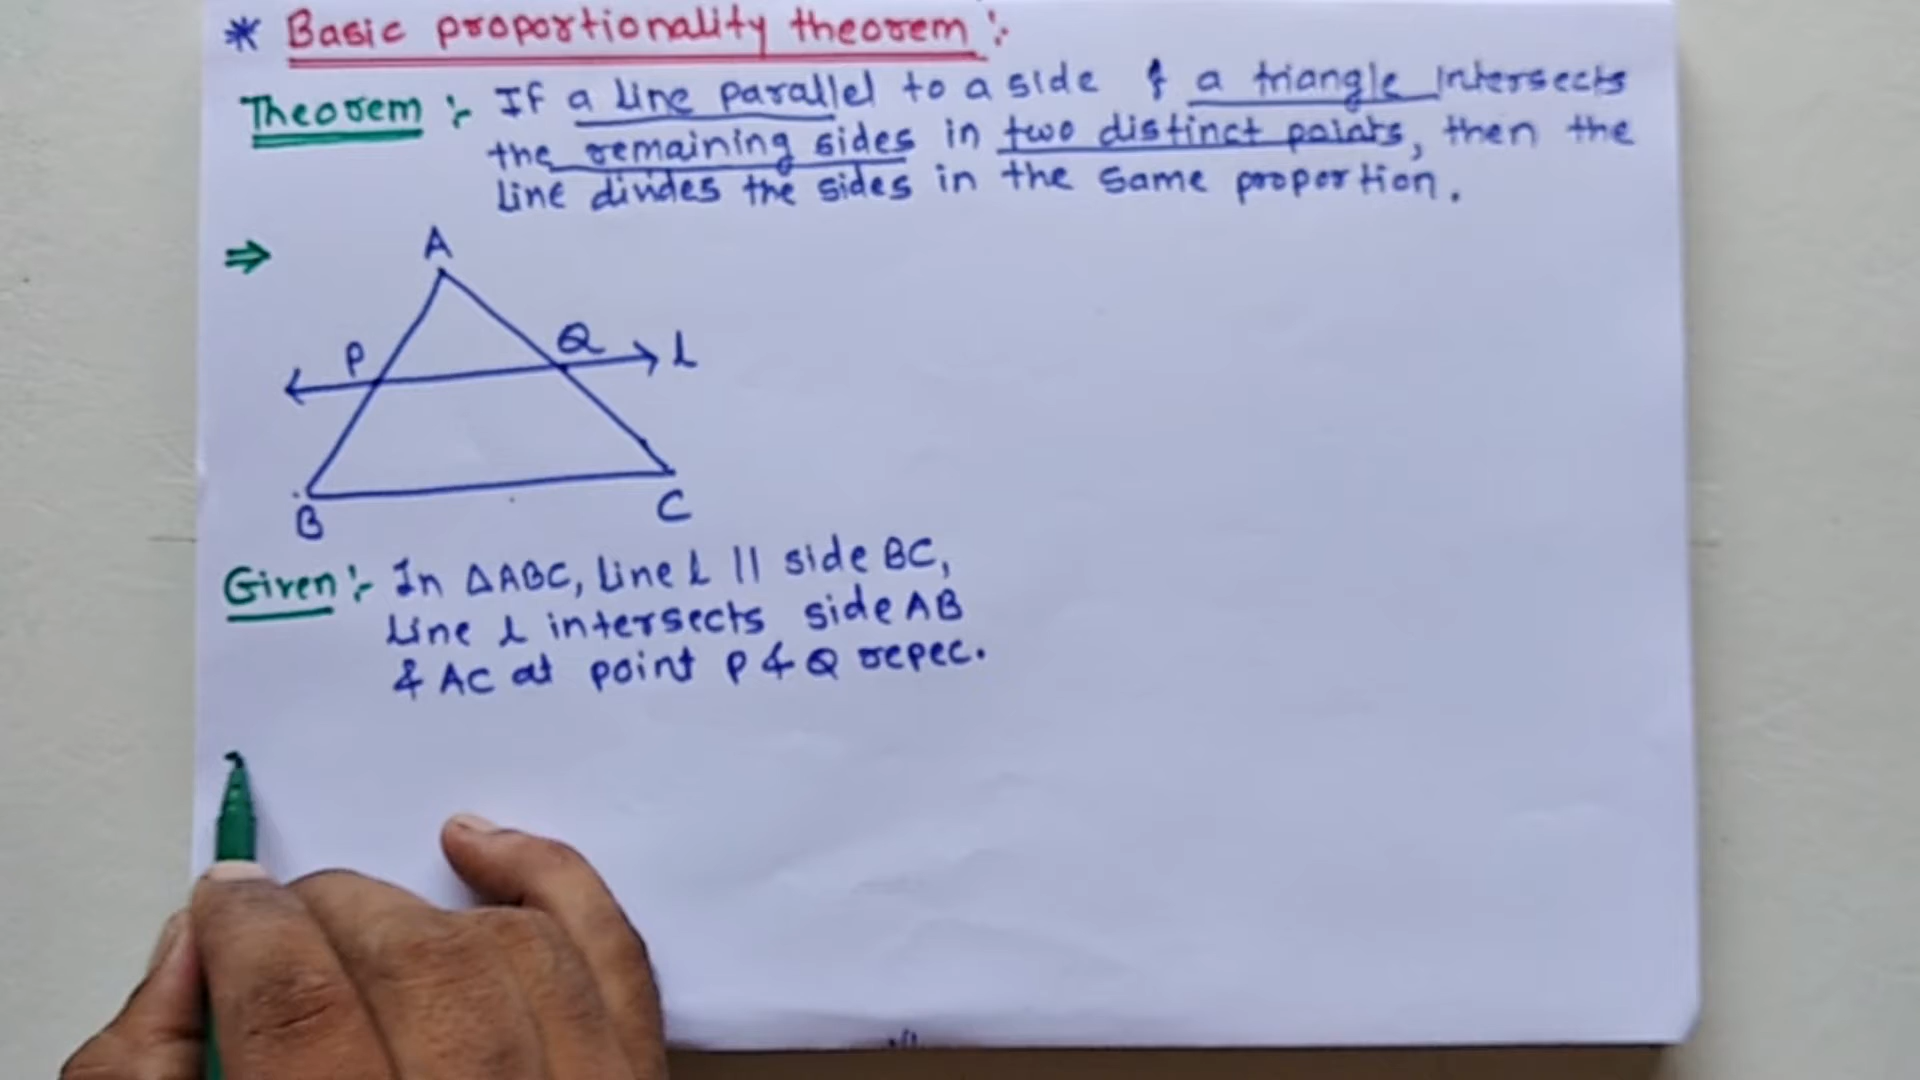 * Basic proportionality theorem :-
Theorem :- If a line parallel to a side & a triangle intersects
the remaining sides in two distinct points, then the
line divides the sides in the same proportion.
⇒
A
P Q l
B C
Given :- In ΔABC, line l || side BC,
Line l intersects side AB
& AC at point P & Q repec.